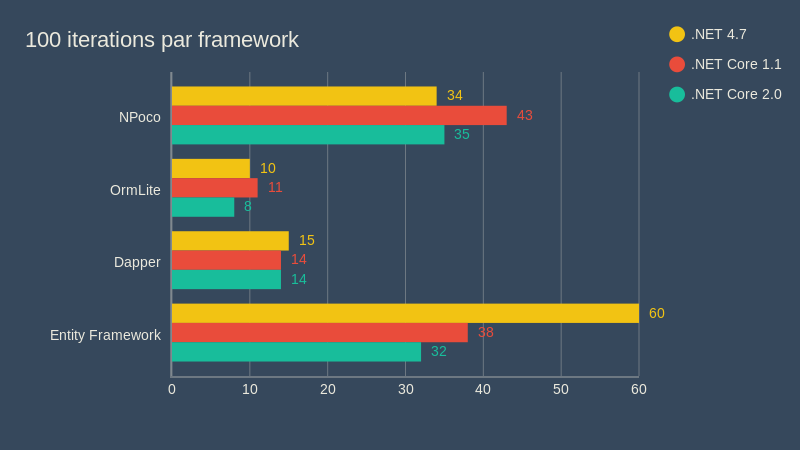 100 iterations par framework
.NET 4.7
.NET Core 1.1
.NET Core 2.0
NPoco
34
43
35
OrmLite
10
11
8
Dapper
15
14
14
Entity Framework
60
38
32
0 10 20 30 40 50 60